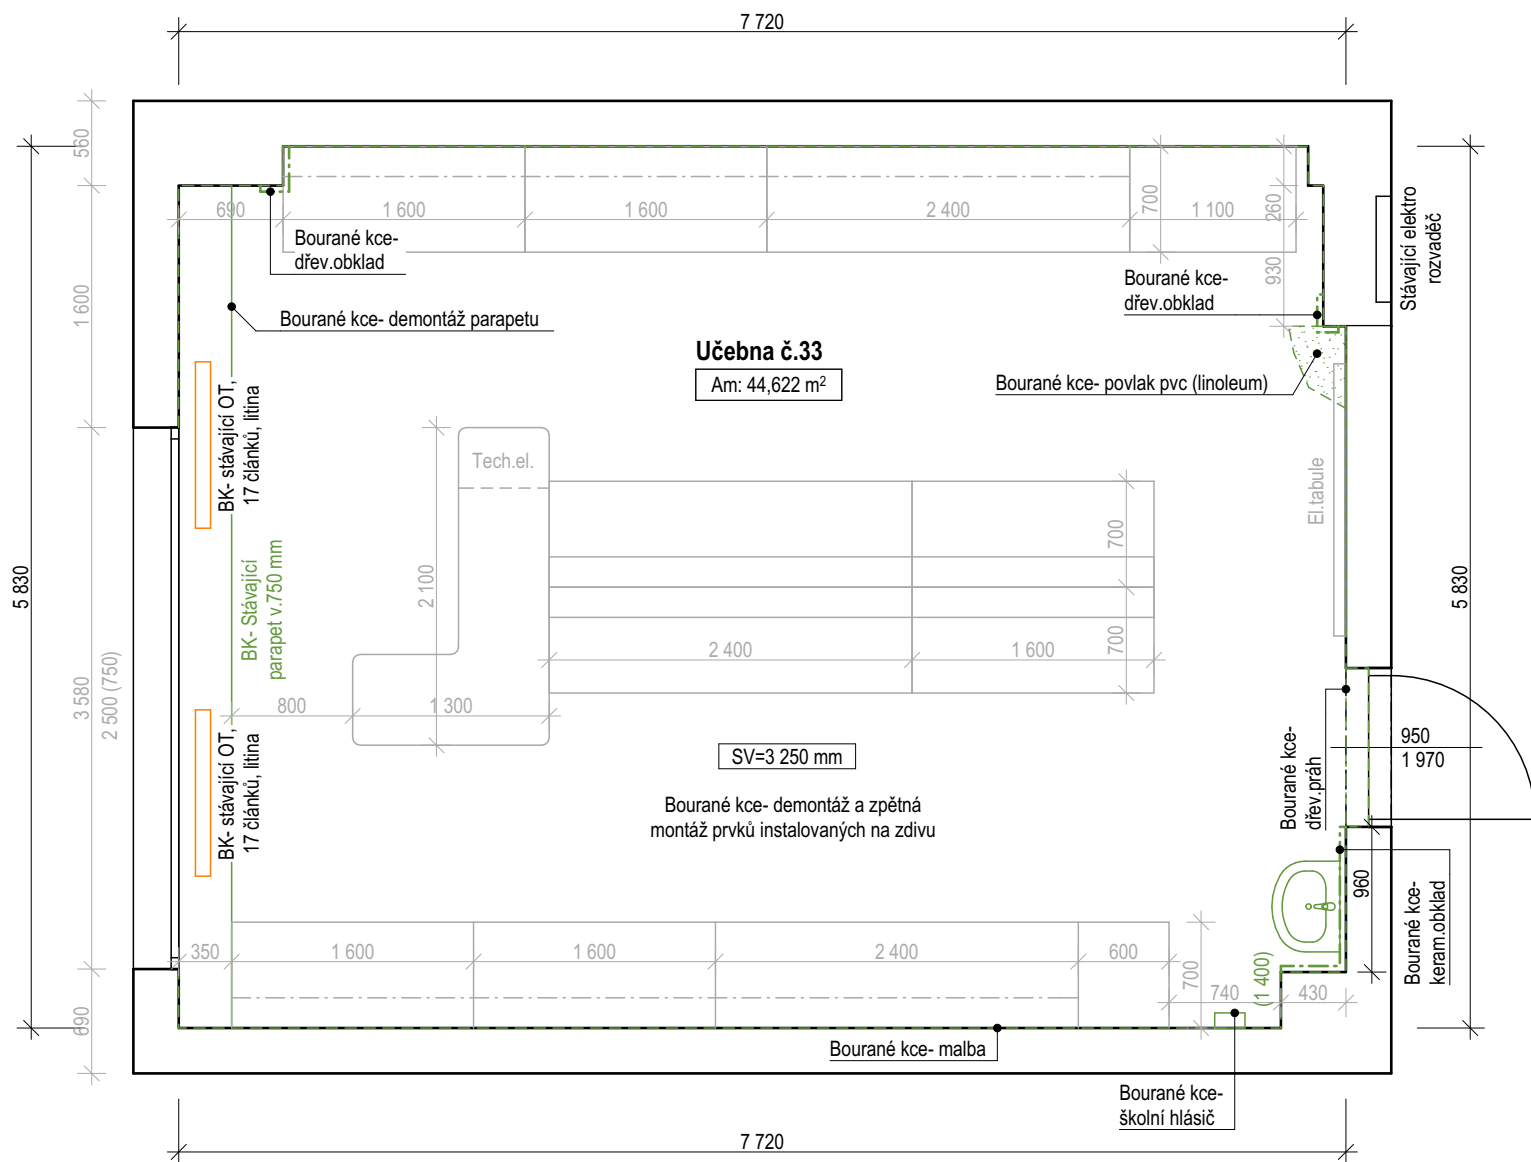 7 720
560
690
1 600
1 600
2 400
700
1 100
260
930
Stávající elektro
rozvaděč
Bourané kce-
dřev.obklad
Bourané kce-
dřev.obklad
1 600
Bourané kce- demontáž parapetu
Učebna č.33
Am: 44,622 m²
Bourané kce- povlak pvc (linoleum)
BK- stávající OT,
17 článků, litina
Tech.el.
El.tabule
5 830
BK- Stávající
parapet v.750 mm
2 100
700
700
2 400
1 600
5 830
3 580
2 500 (750)
800
1 300
BK- stávající OT,
17 článků, litina
SV=3 250 mm
Bourané kce- demontáž a zpětná
montáž prvků instalovaných na zdivu
Bourané kce-
dřev.práh
950
1 970
960
Bourané kce-
keram.obklad
350
1 600
1 600
2 400
600
700
740
(1 400)
430
690
Bourané kce- malba
Bourané kce-
školní hlásič
7 720